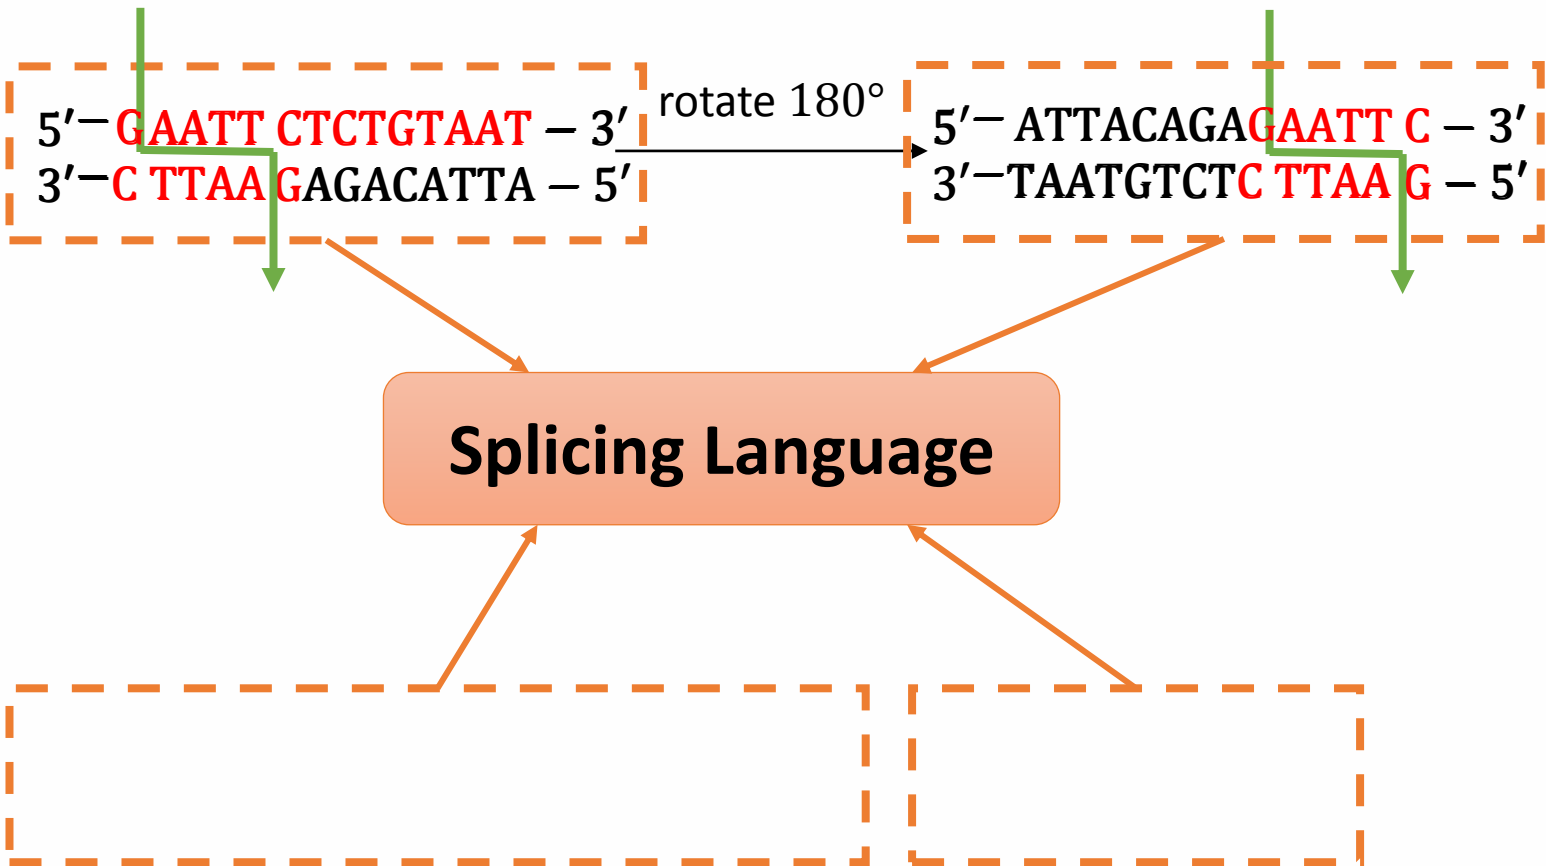 5′− GAATT CTCTGTAAT − 3′
3′−C TTAA GAGACATTA − 5′
rotate 180°
5′− ATTACAGAGAATT C − 3′
3′−TAATGTCTC TTAA G − 5′
Splicing Language